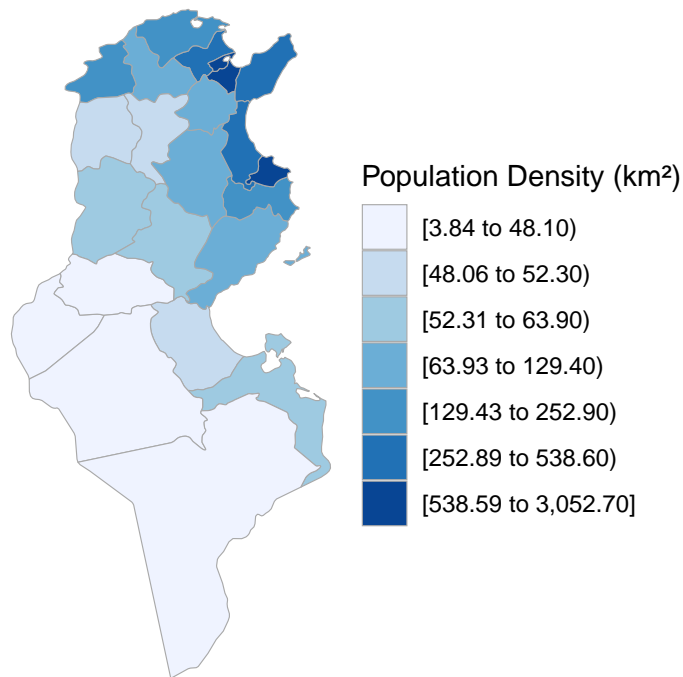 Population Density (km²)
[3.84 to 48.10)
[48.06 to 52.30)
[52.31 to 63.90)
[63.93 to 129.40)
[129.43 to 252.90)
[252.89 to 538.60)
[538.59 to 3,052.70]